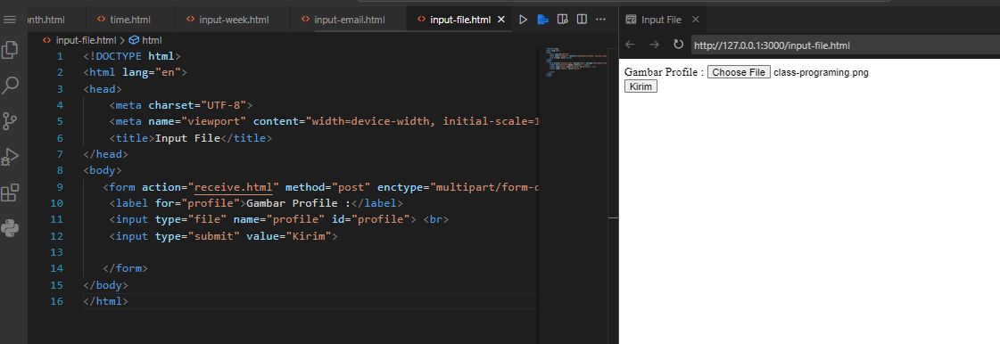 onth.html time.html input-week.html input-email.html input-file.html
input-file.html > html
1 <!DOCTYPE html>
2 <html lang="en">
3 <head>
4 <meta charset="UTF-8">
5 <meta name="viewport" content="width=device-width, initial-scale=1
6 <title>Input File</title>
7 </head>
8 <body>
9 <form action="receive.html" method="post" enctype="multipart/form-d
10 <label for="profile">Gambar Profile :</label>
11 <input type="file" name="profile" id="profile"> <br>
12 <input type="submit" value="Kirim">
13
14 </form>
15 </body>
16 </html>
Input File
http://127.0.0.1:3000/input-file.html
Gambar Profile : Choose File class-programing.png
Kirim